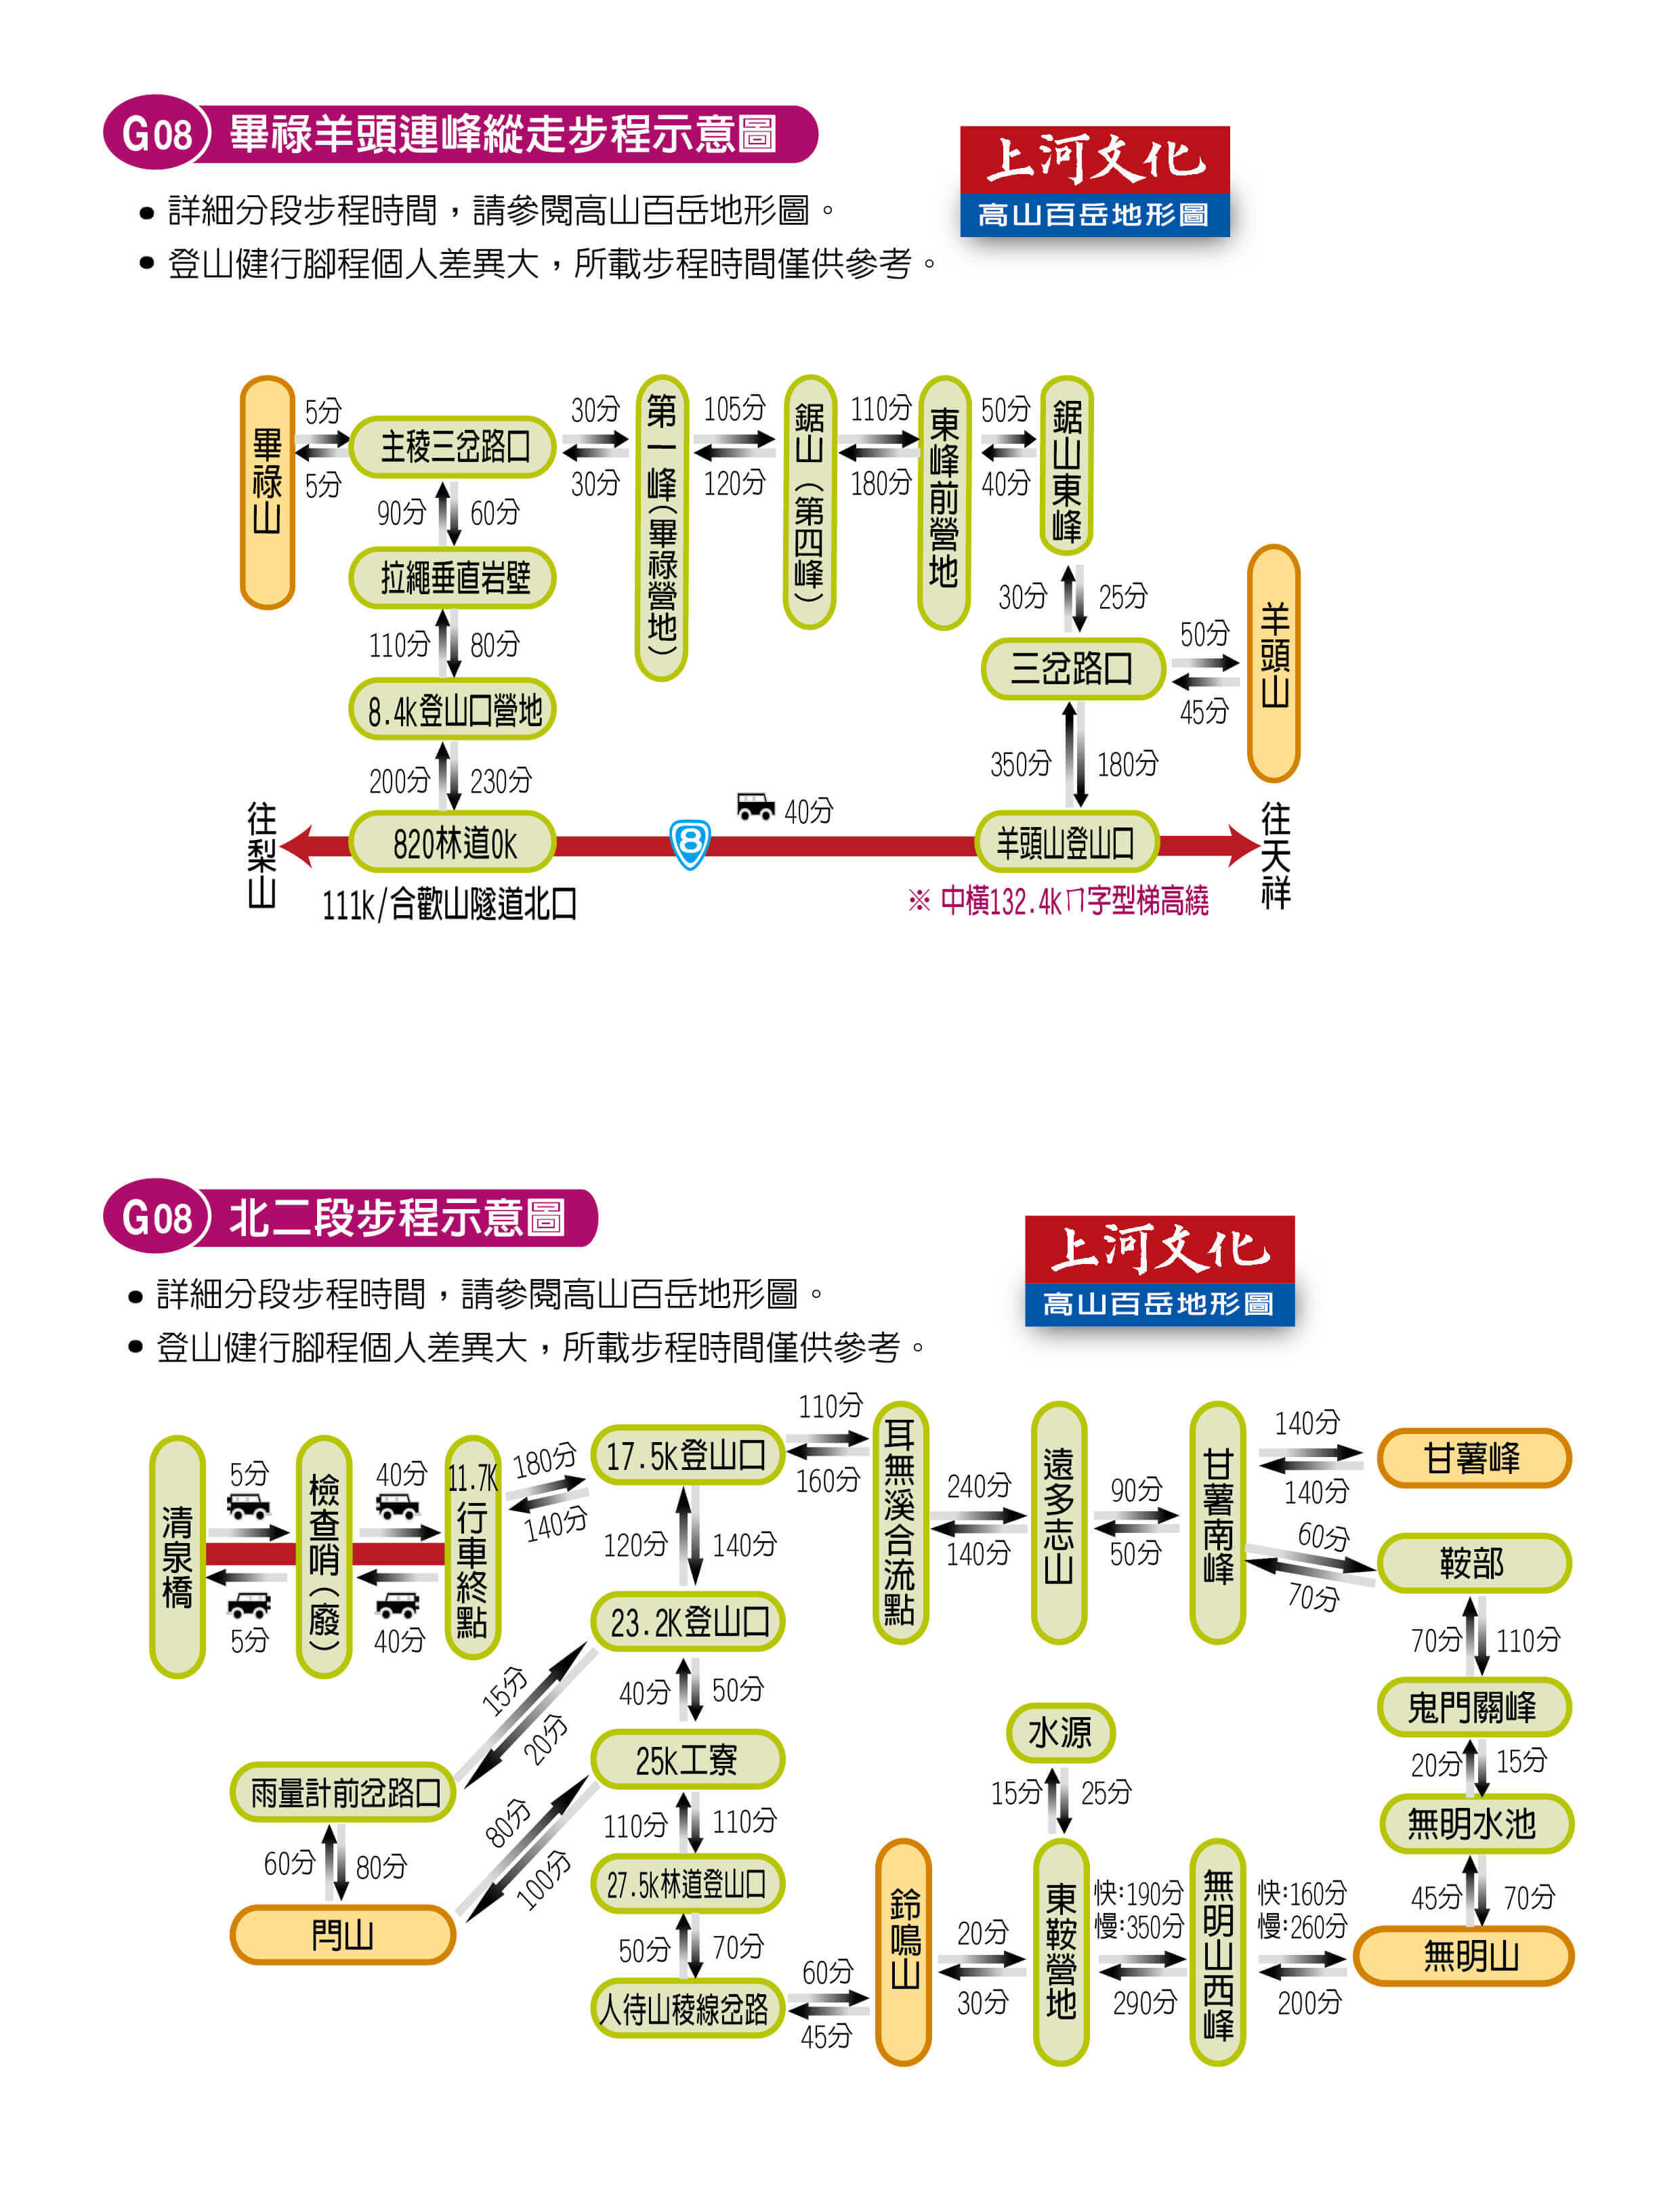 G08 畢祿羊頭連峰縱走步程示意圖
上河文化
高山百岳地形圖
• 詳細分段步程時間，請參閱高山百岳地形圖。
• 登山健行腳程個人差異大，所載步程時間僅供參考。
畢祿山
5分
5分
主稜三岔路口
30分
30分
第一峰(畢祿營地)
105分
120分
鋸山(第四峰)
110分
180分
東峰前營地
50分
40分
鋸山東峰
90分
60分
拉繩垂直岩壁
30分
25分
110分
80分
三岔路口
50分
45分
羊頭山
8.4K登山口營地
200分
230分
350分
180分
往梨山
820林道0K
8
40分
羊頭山登山口
往天祥
111K/合歡山隧道北口
※ 中橫132.4Kㄇ字型梯高繞
G08 北二段步程示意圖
上河文化
高山百岳地形圖
• 詳細分段步程時間，請參閱高山百岳地形圖。
• 登山健行腳程個人差異大，所載步程時間僅供參考。
清泉橋
5分
5分
檢查哨(廢)
40分
40分
11.7K
行車終點
180分
140分
17.5K登山口
110分
160分
耳無溪合流點
240分
140分
遠多志山
90分
50分
甘薯南峰
140分
140分
甘薯峰
60分
70分
鞍部
120分
140分
23.2K登山口
70分
110分
15分
20分
40分
50分
鬼門關峰
水源
25K工寮
20分
15分
雨量計前岔路口
15分
25分
80分
100分
110分
110分
無明水池
60分
80分
27.5K林道登山口
45分
70分
閂山
50分
70分
鈴鳴山
20分
30分
東鞍營地
快:190分
慢:350分
290分
無明山西峰
快:160分
慢:260分
200分
無明山
人待山稜線岔路
60分
45分